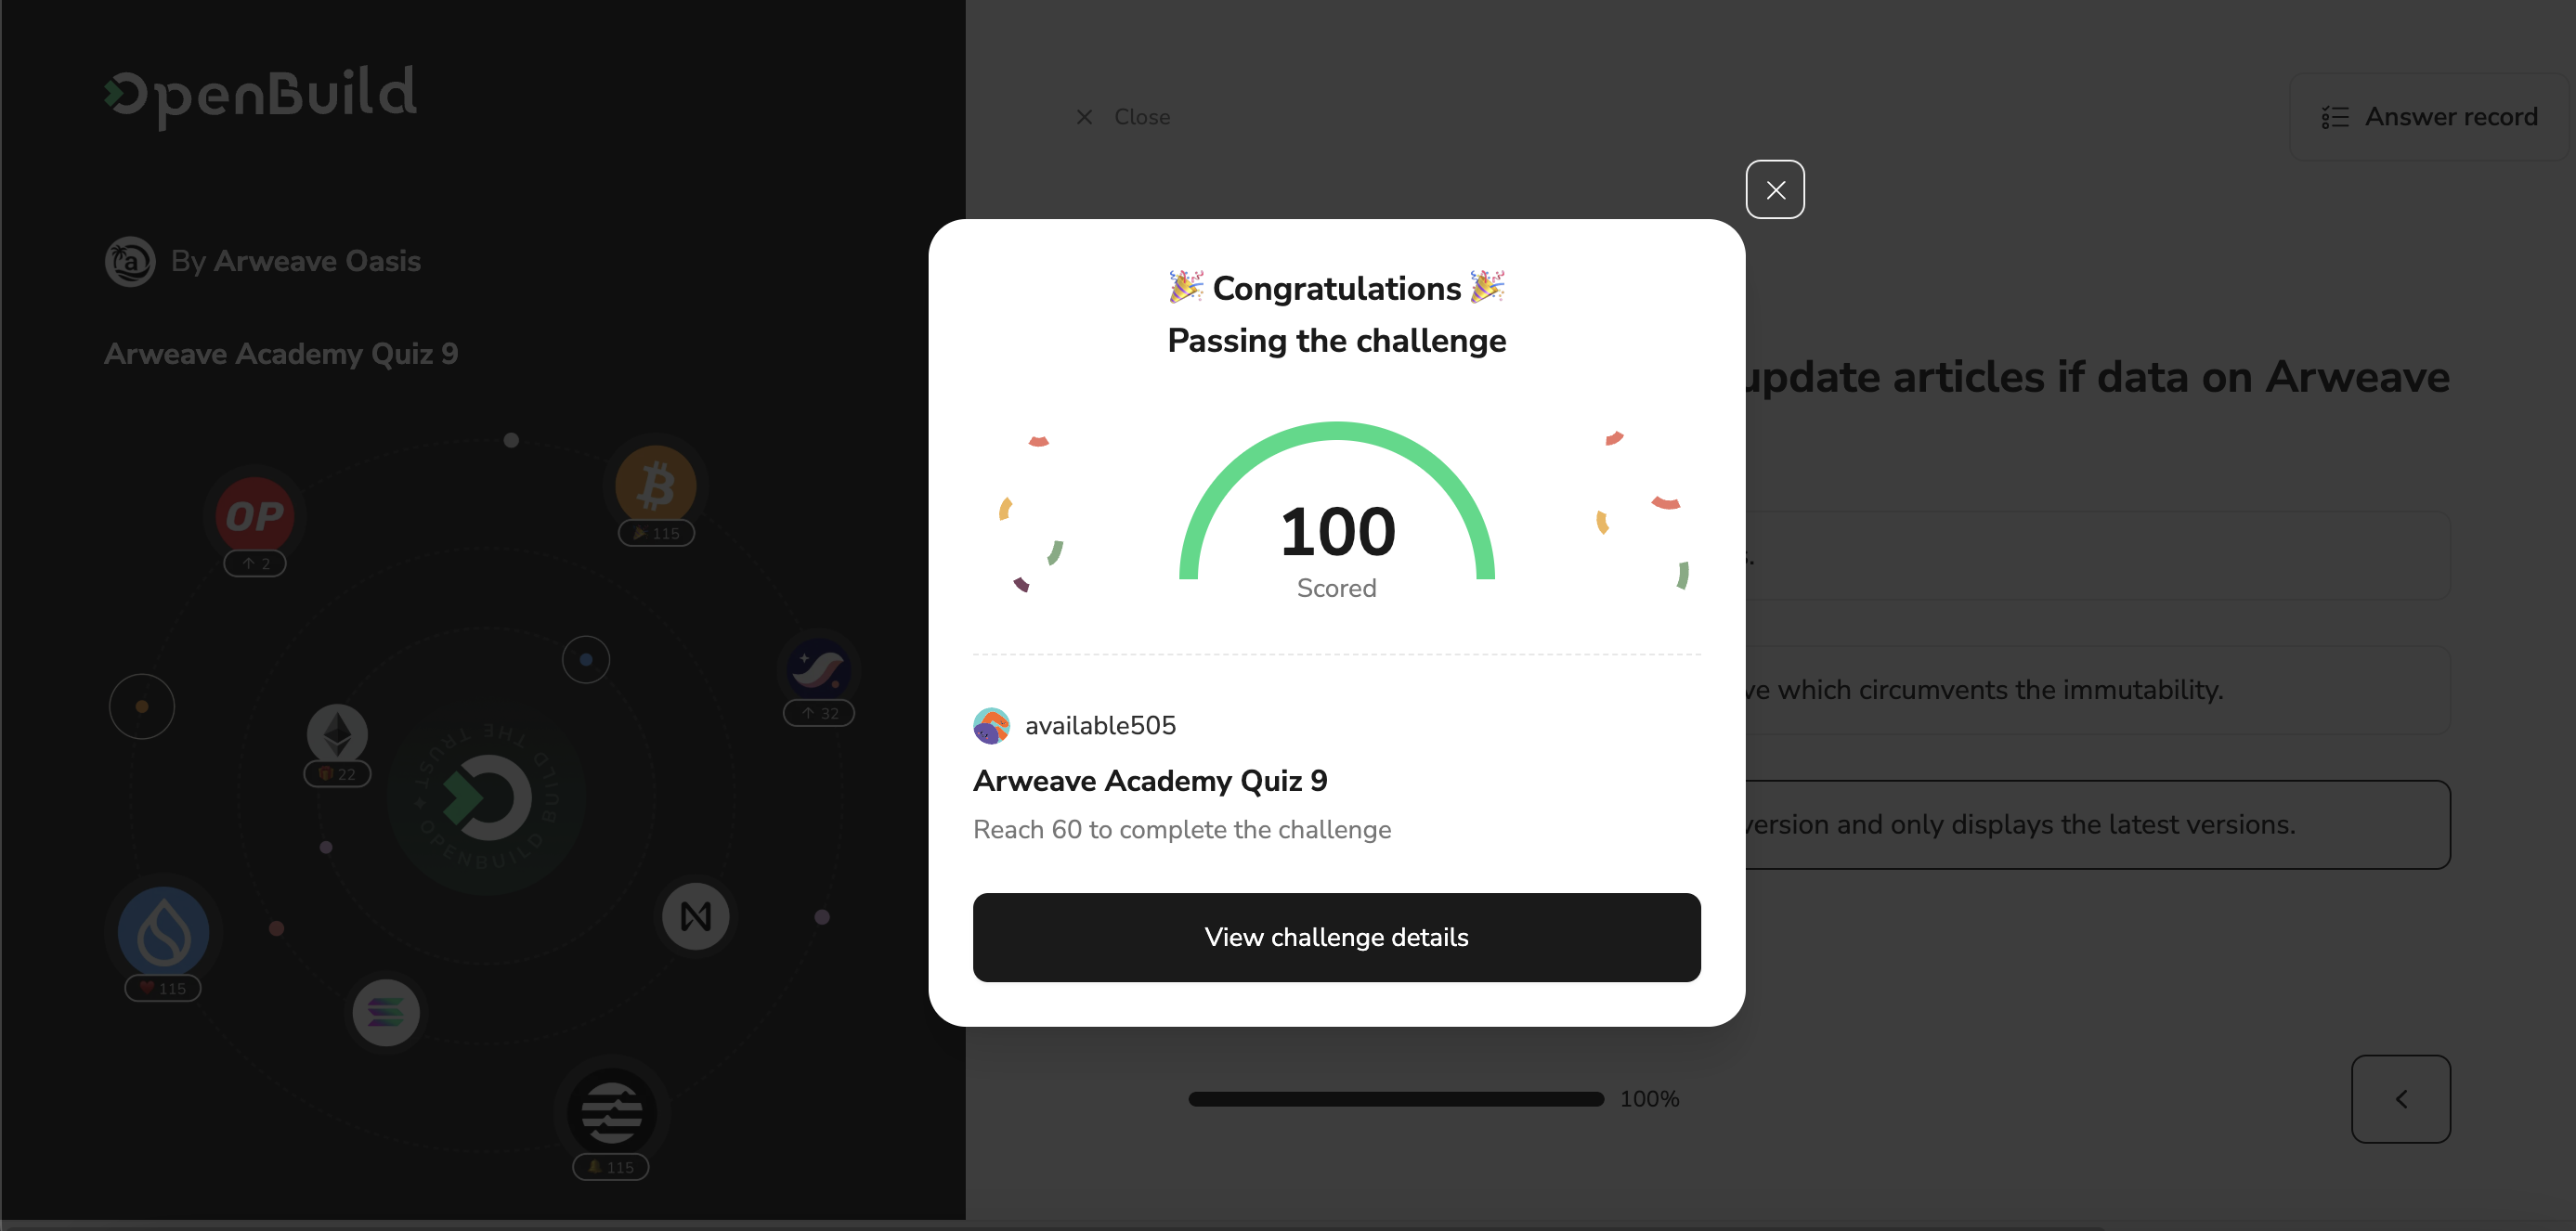 OpenBuild
Close
Answer record
By Arweave Oasis
Arweave Academy Quiz 9
🎉 Congratulations 🎉
Passing the challenge
update articles if data on Arweave
100
Scored
OP
2
115
32
22
BUILD THE TRUST
OPENBUILD
115
115
available505
Arweave Academy Quiz 9
Reach 60 to complete the challenge
which circumvents the immutability.
version and only displays the latest versions.
View challenge details
100%